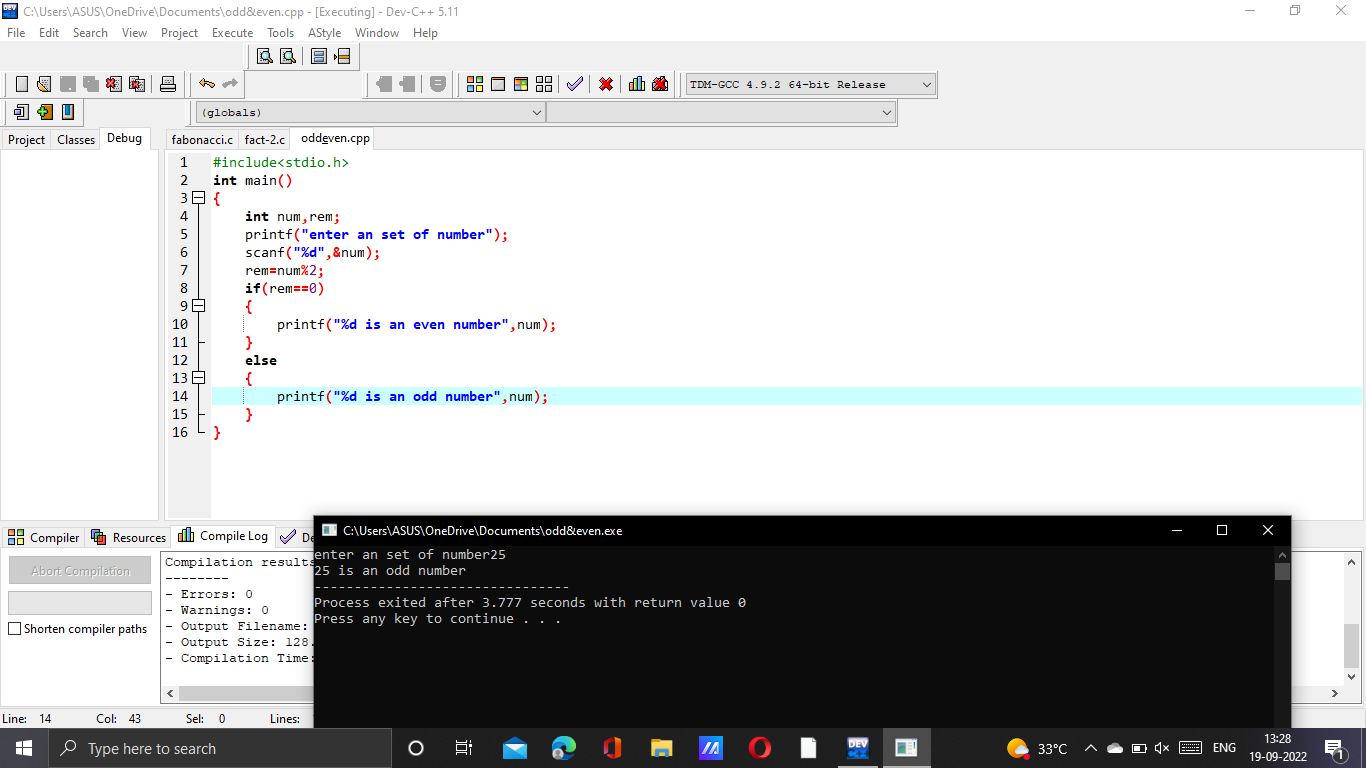 C:\Users\ASUS\OneDrive\Documents\odd&even.cpp - [Executing] - Dev-C++ 5.11
File Edit Search View Project Execute Tools AStyle Window Help
TDM-GCC 4.9.2 64-bit Release
(globals)
Project Classes Debug
fabonacci.c fact-2.c oddeven.cpp
1 #include<stdio.h>
2 int main()
3 {
4 int num,rem;
5 printf("enter an set of number");
6 scanf("%d",&num);
7 rem=num%2;
8 if(rem==0)
9 {
10 printf("%d is an even number",num);
11 }
12 else
13 {
14 printf("%d is an odd number",num);
15 }
16 }
Compiler Resources Compile Log De
Abort Compilation
Shorten compiler paths
Compilation results
--------
- Errors: 0
- Warnings: 0
- Output Filename:
- Output Size: 128.
- Compilation Time:
C:\Users\ASUS\OneDrive\Documents\odd&even.exe
enter an set of number25
25 is an odd number
--------------------------------
Process exited after 3.777 seconds with return value 0
Press any key to continue . . .
Line: 14 Col: 43 Sel: 0 Lines:
Type here to search
DEV
33°C
ENG
13:28
19-09-2022
1